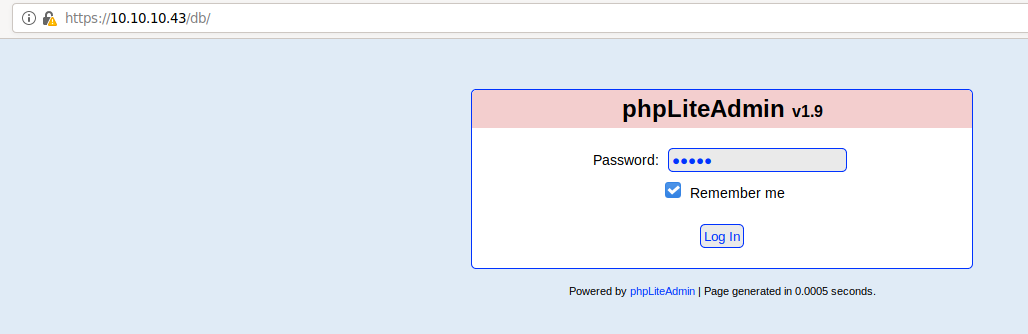 https://10.10.10.43/db/
phpLiteAdmin v1.9
Password: •••••
Remember me
Log In
Powered by phpLiteAdmin | Page generated in 0.0005 seconds.